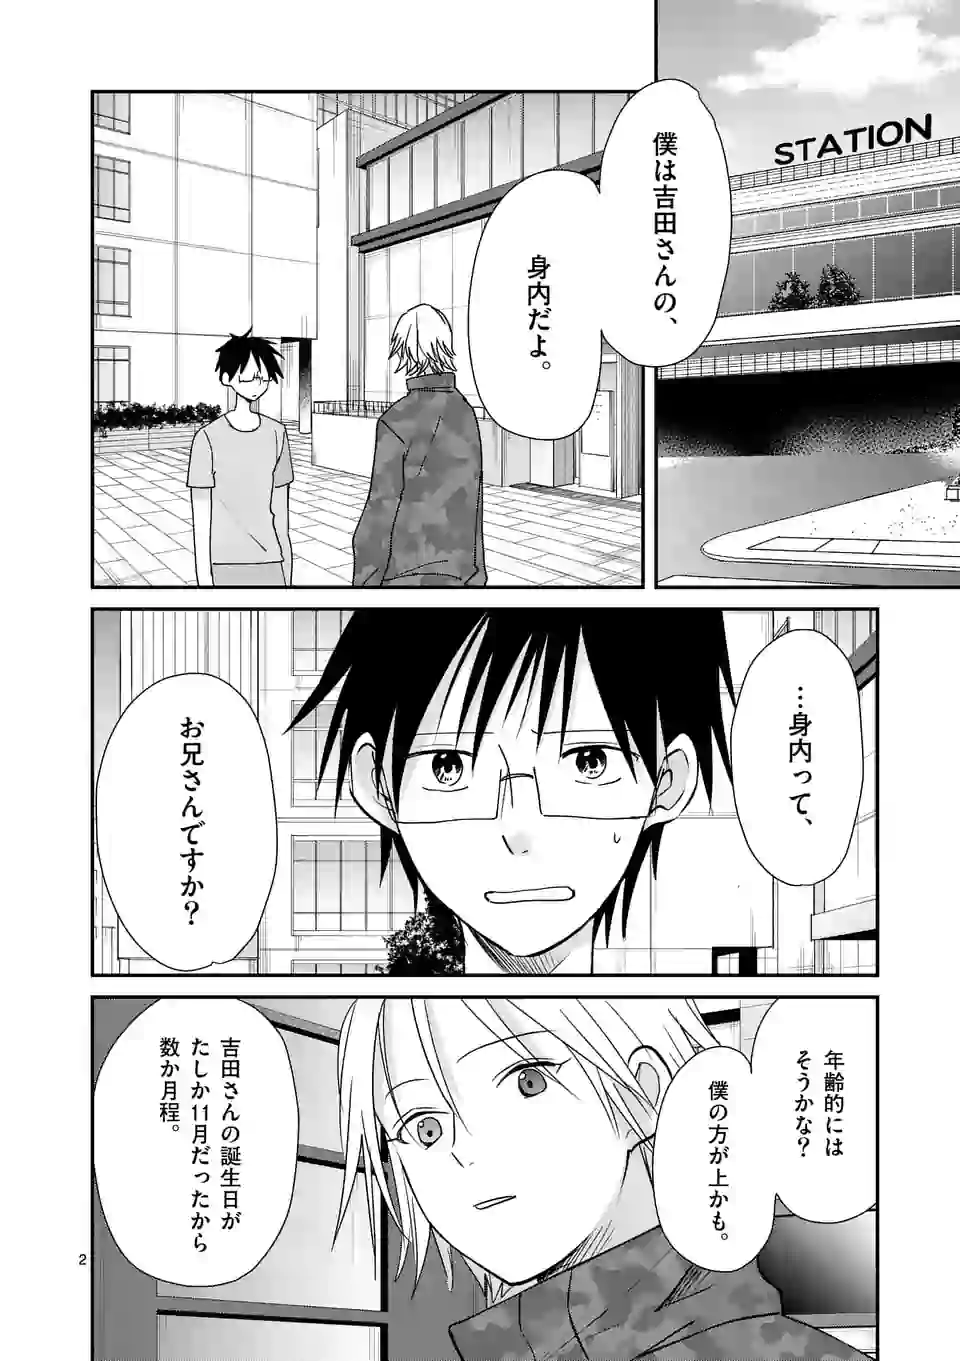 STATION
僕は吉田さんの、
身内だよ。
…身内って、
お兄さんですか？
年齢的には
そうかな？
僕の方が上かも。
吉田さんの誕生日が
たしか11月だったから
数か月程。
2